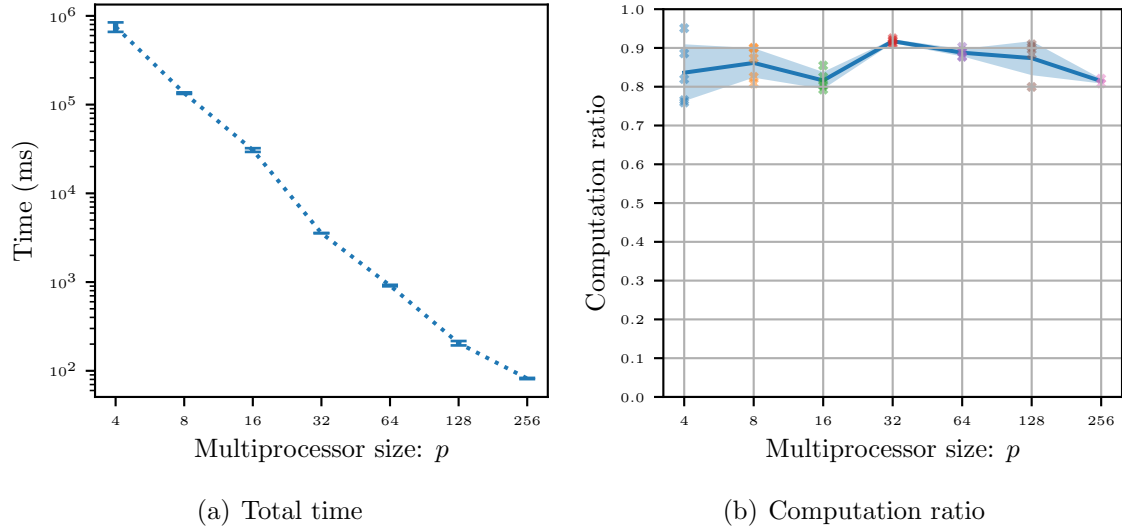 10^6
10^5
10^4
10^3
10^2
Time (ms)
4 8 16 32 64 128 256
Multiprocessor size: p
(a) Total time
1.0
0.9
0.8
0.7
0.6
0.5
0.4
0.3
0.2
0.1
0.0
Computation ratio
4 8 16 32 64 128 256
Multiprocessor size: p
(b) Computation ratio